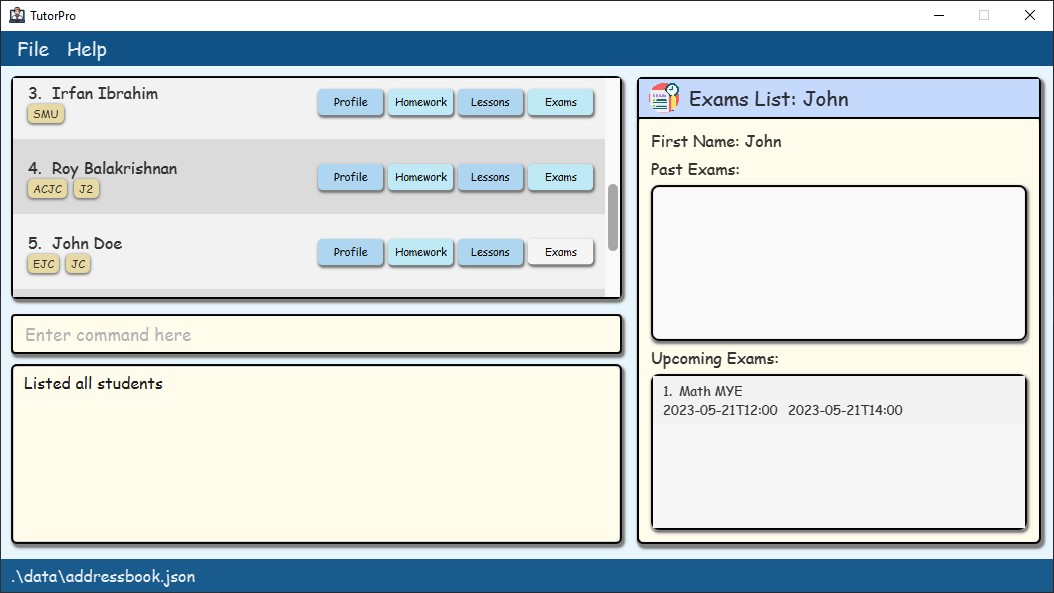 TutorPro
File Help
3. Irfan Ibrahim
SMU
Profile Homework Lessons Exams
4. Roy Balakrishnan
ACJC J2
Profile Homework Lessons Exams
5. John Doe
EJC JC
Profile Homework Lessons Exams
Enter command here
Listed all students
Exams List: John
First Name: John
Past Exams:
Upcoming Exams:
1. Math MYE
2023-05-21T12:00 2023-05-21T14:00
.\data\addressbook.json